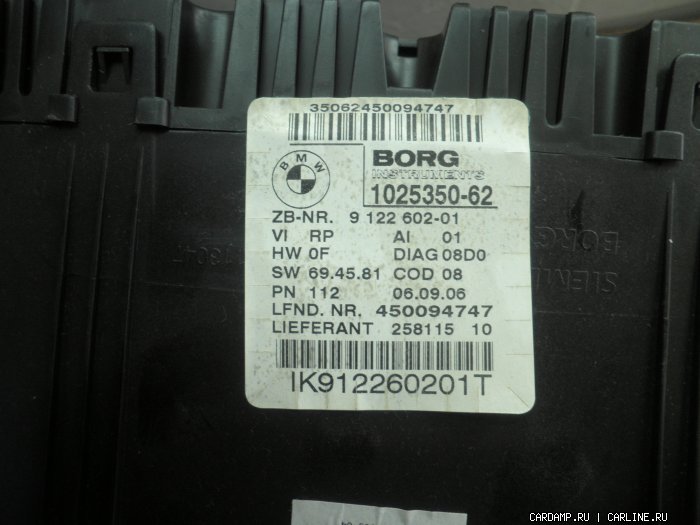 35062450094747
BMW
BORG
INSTRUMENTS
1025350-62
ZB-NR. 9 122 602-01
VI RP AI 01
HW 0F DIAG 08D0
SW 69.45.81 COD 08
PN 112 06.09.06
LFND. NR. 450094747
LIEFERANT 258115 10
IK912260201T
BORG
CARDAMP.RU | CARLINE.RU